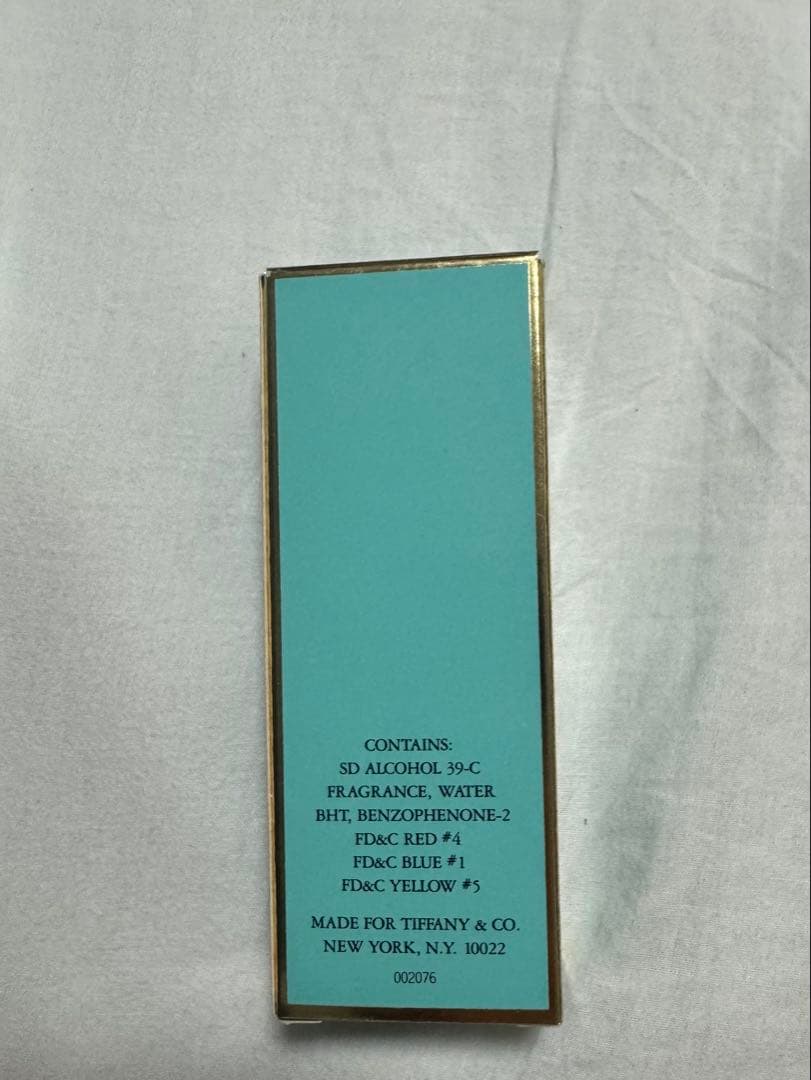 CONTAINS:
SD ALCOHOL 39-C
FRAGRANCE, WATER
BHT, BENZOPHENONE-2
FD&C RED #4
FD&C BLUE #1
FD&C YELLOW #5
MADE FOR TIFFANY & CO.
NEW YORK, N.Y. 10022
002076